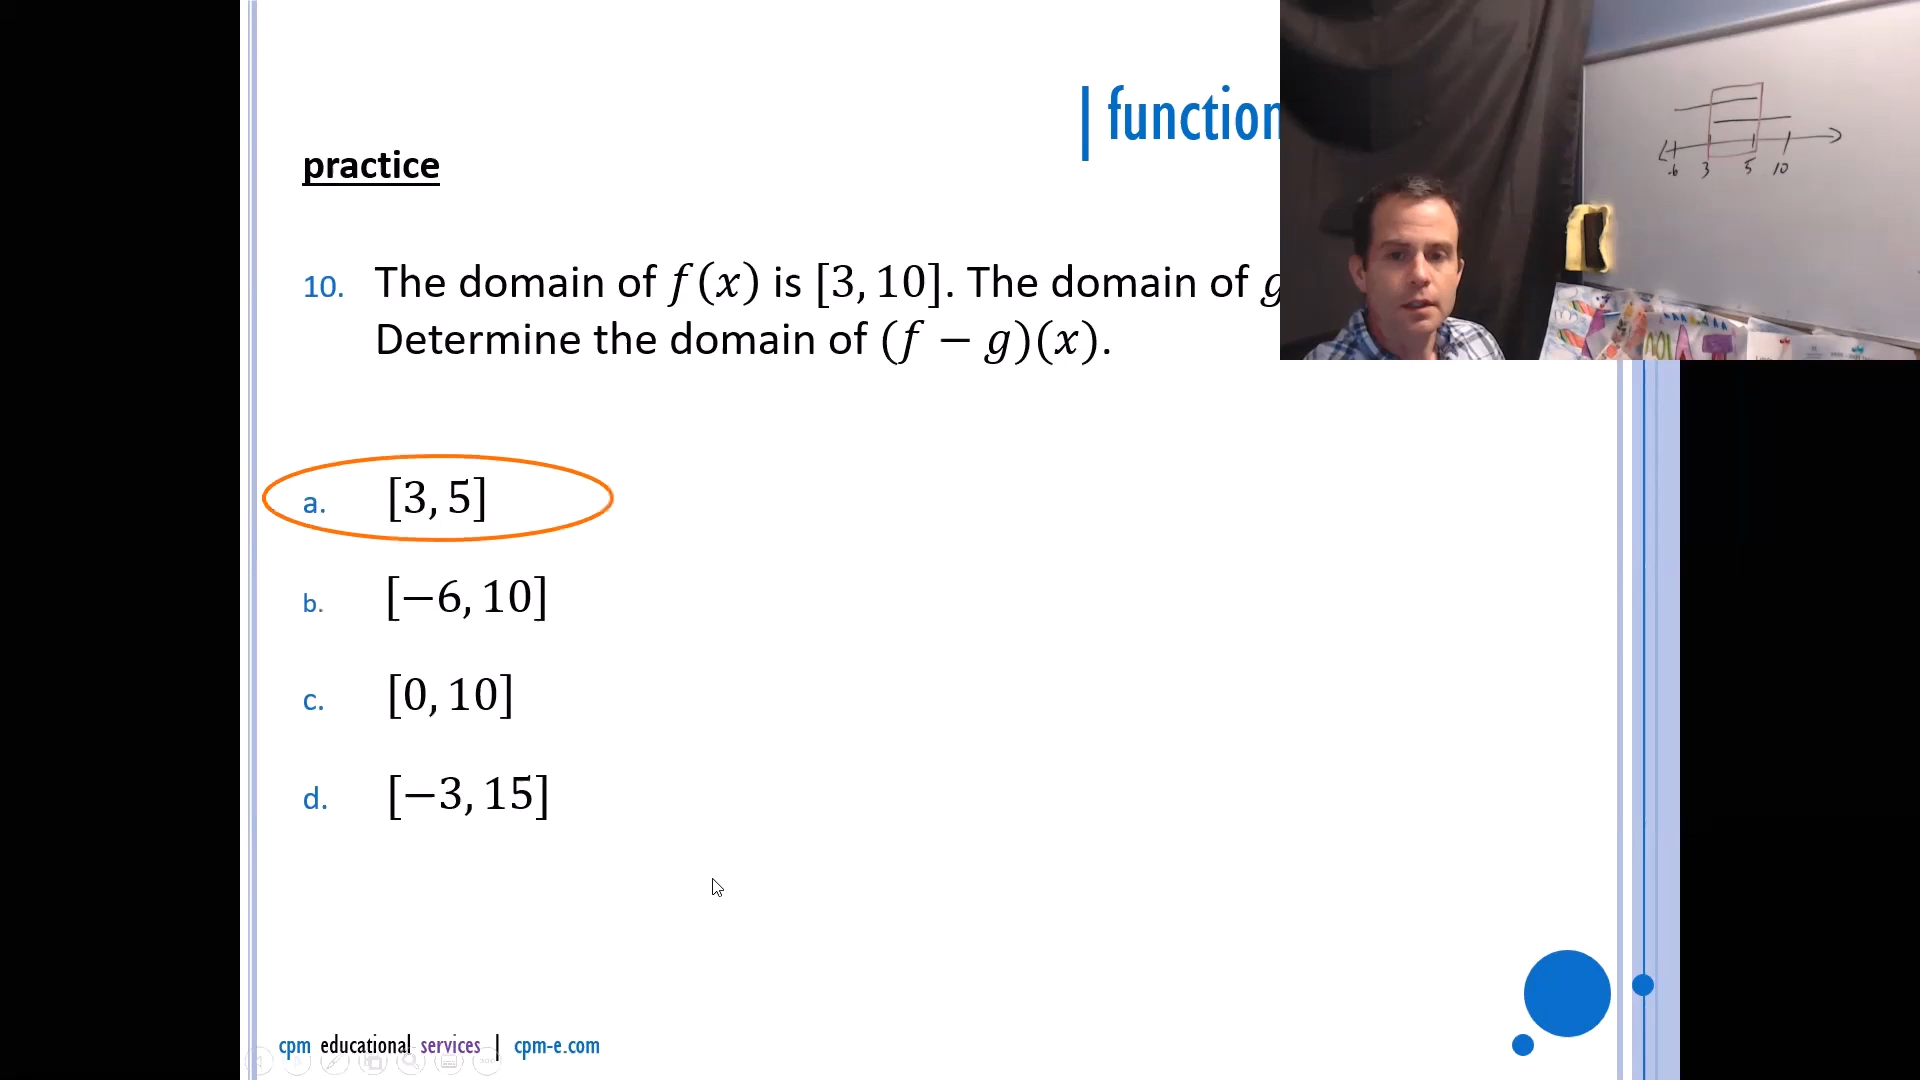 | function
practice
10. The domain of f(x) is [3, 10]. The domain of g
Determine the domain of (f − g)(x).
a. [3, 5]
b. [−6, 10]
c. [0, 10]
d. [−3, 15]
-6 3 5 10
cpm educational services | cpm-e.com